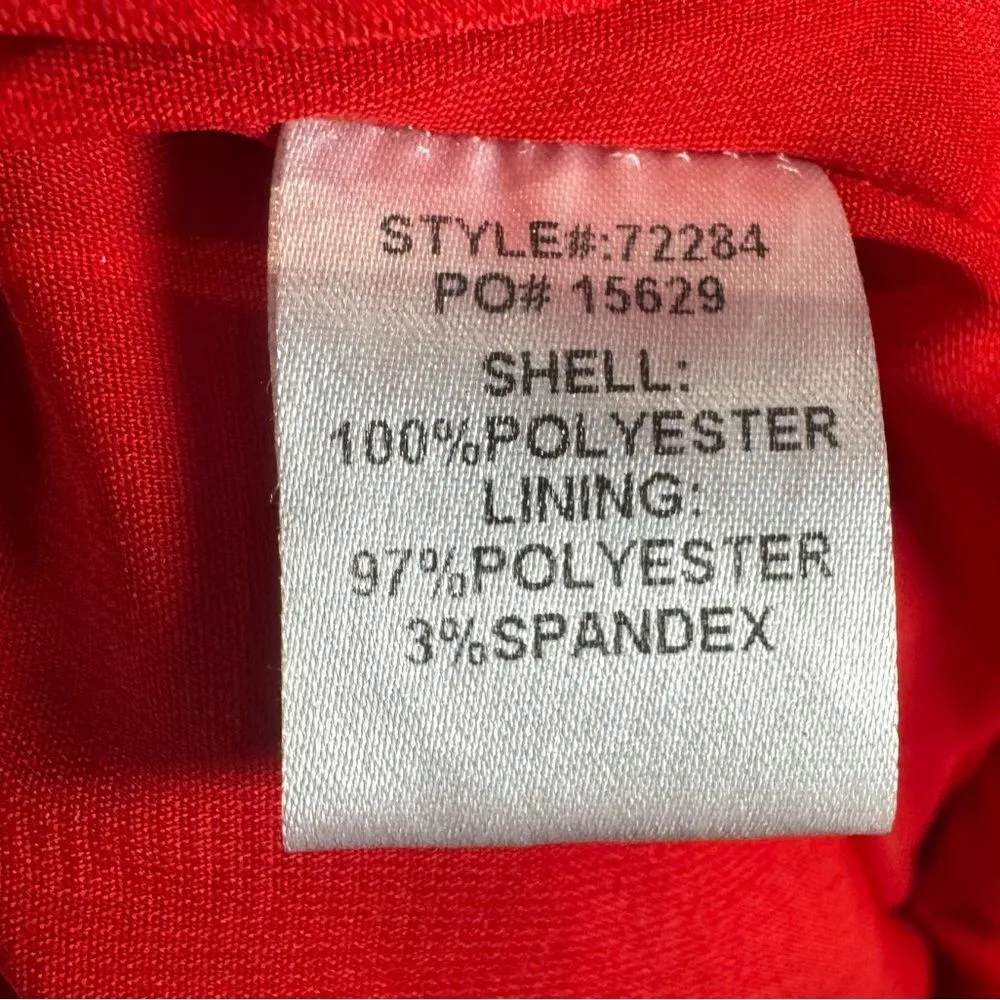 STYLE#:72284
PO# 15629
SHELL:
100%POLYESTER
LINING:
97%POLYESTER
3%SPANDEX